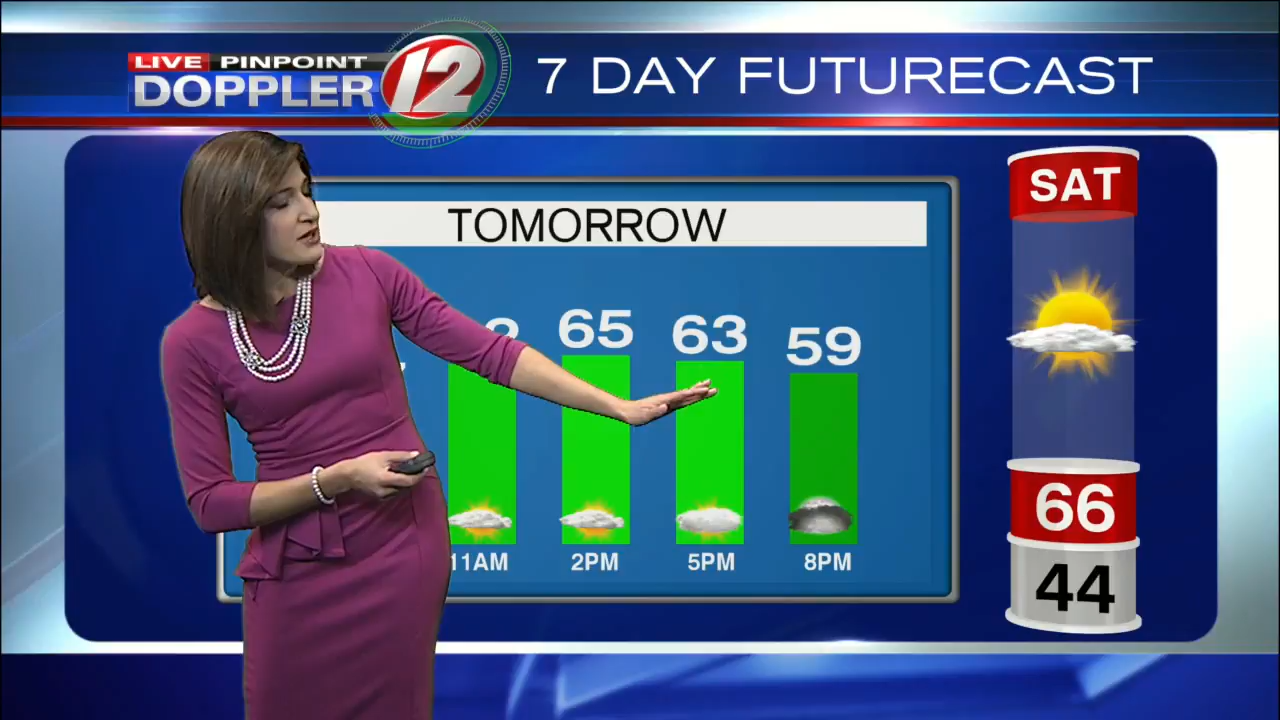 LIVE PINPOINT
DOPPLER 12
7 DAY FUTURECAST
SAT
TOMORROW
65
63
59
11AM
2PM
5PM
8PM
66
44